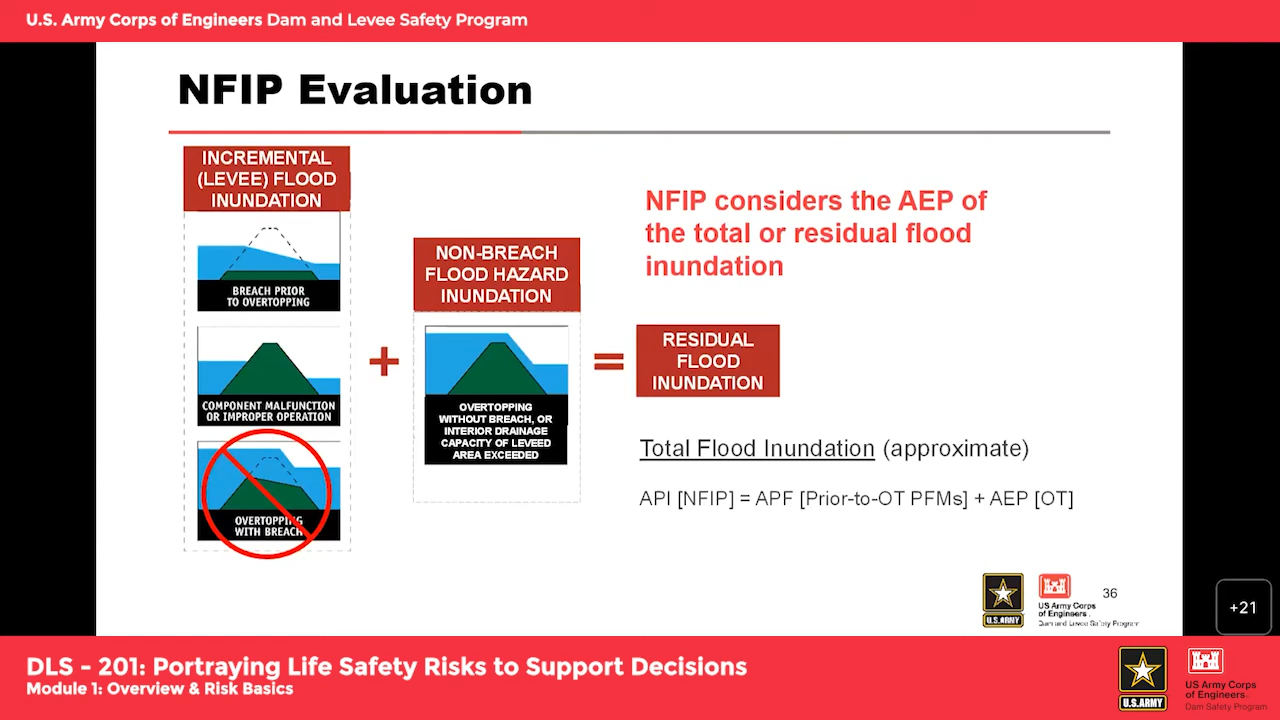 U.S. Army Corps of Engineers Dam and Levee Safety Program
NFIP Evaluation
INCREMENTAL
(LEVEE) FLOOD
INUNDATION
BREACH PRIOR
TO OVERTOPPING
COMPONENT MALFUNCTION
OR IMPROPER OPERATION
OVERTOPPING
WITH BREACH
+
NON-BREACH
FLOOD HAZARD
INUNDATION
OVERTOPPING
WITHOUT BREACH, OR
INTERIOR DRAINAGE
CAPACITY OF LEVEED
AREA EXCEEDED
=
RESIDUAL
FLOOD
INUNDATION
NFIP considers the AEP of
the total or residual flood
inundation
Total Flood Inundation (approximate)
API [NFIP] = APF [Prior-to-OT PFMs] + AEP [OT]
U.S.ARMY
US Army Corps
of Engineers.
Dam and Levee Safety Program
36
+21
DLS - 201: Portraying Life Safety Risks to Support Decisions
Module 1: Overview & Risk Basics
U.S.ARMY
US Army Corps
of Engineers.
Dam Safety Program